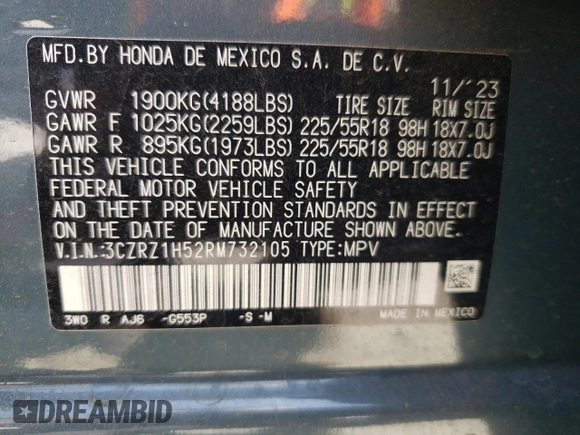 MFD.BY HONDA DE MEXICO S.A. DE C.V.
11/'23
GVWR 1900KG(4188LBS) TIRE SIZE RIM SIZE
GAWR F 1025KG(2259LBS) 225/55R18 98H 18X7.0J
GAWR R 895KG(1973LBS) 225/55R18 98H 18X7.0J
THIS VEHICLE CONFORMS TO ALL APPLICABLE
FEDERAL MOTOR VEHICLE SAFETY
AND THEFT PREVENTION STANDARDS IN EFFECT
ON THE DATE OF MANUFACTURE SHOWN ABOVE.
V.I.N.:3CZRZ1H52RM732105 TYPE:MPV
3W0 R AJ6 -G553P -S -M MADE IN MEXICO
DREAMBID